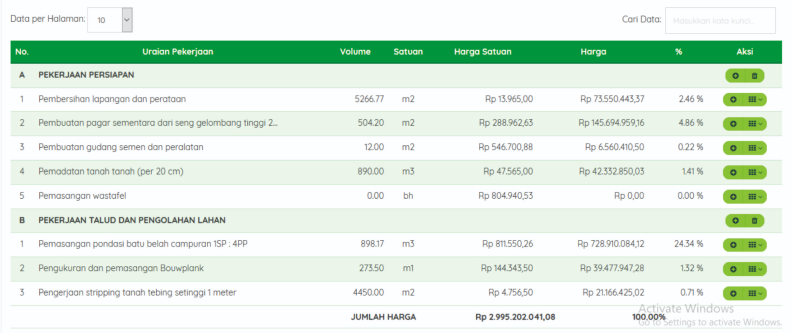 Data per Halaman: 10 Cari Data: Masukkan kata kunci...
No. Uraian Pekerjaan Volume Satuan Harga Satuan Harga % Aksi
A PEKERJAAN PERSIAPAN
1 Pembersihan lapangan dan perataan 5266.77 m2 Rp 13.965,00 Rp 73.550.443,37 2.46 %
2 Pembuatan pagar sementara dari seng gelombang tinggi 2... 504.20 m2 Rp 288.962,63 Rp 145.694.959,16 4.86 %
3 Pembuatan gudang semen dan peralatan 12.00 m2 Rp 546.700,88 Rp 6.560.410,50 0.22 %
4 Pemadatan tanah tanah (per 20 cm) 890.00 m3 Rp 47.565,00 Rp 42.332.850,03 1.41 %
5 Pemasangan wastafel 0.00 bh Rp 804.940,53 Rp 0,00 0.00 %
B PEKERJAAN TALUD DAN PENGOLAHAN LAHAN
1 Pemasangan pondasi batu belah campuran 1SP : 4PP 898.17 m3 Rp 811.550,26 Rp 728.910.084,12 24.34 %
2 Pengukuran dan pemasangan Bouwplank 273.50 m1 Rp 144.343,50 Rp 39.477.947,28 1.32 %
3 Pengerjaan stripping tanah tebing setinggi 1 meter 4450.00 m2 Rp 4.756,50 Rp 21.166.425,02 0.71 %
JUMLAH HARGA Rp 2.995.202.041,08 100.00%
Activate Windows
Go to Settings to activate Windows.